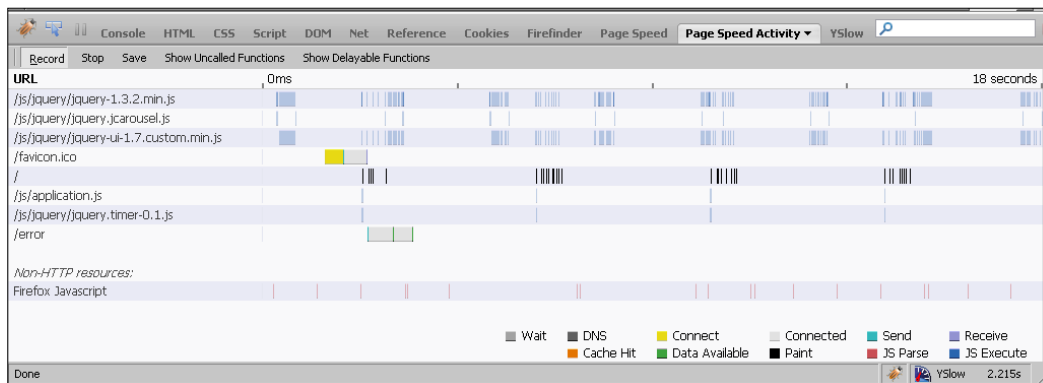 Console HTML CSS Script DOM Net Reference Cookies Firefinder Page Speed Page Speed Activity ▾ YSlow
Record Stop Save Show Uncalled Functions Show Delayable Functions
URL 0ms 18 seconds
/js/jquery/jquery-1.3.2.min.js
/js/jquery/jquery.jcarousel.js
/js/jquery/jquery-ui-1.7.custom.min.js
/favicon.ico
/
/js/application.js
/js/jquery/jquery.timer-0.1.js
/error
Non-HTTP resources:
Firefox Javascript
Wait DNS Connect Connected Send Receive
Cache Hit Data Available Paint JS Parse JS Execute
Done YSlow 2.215s